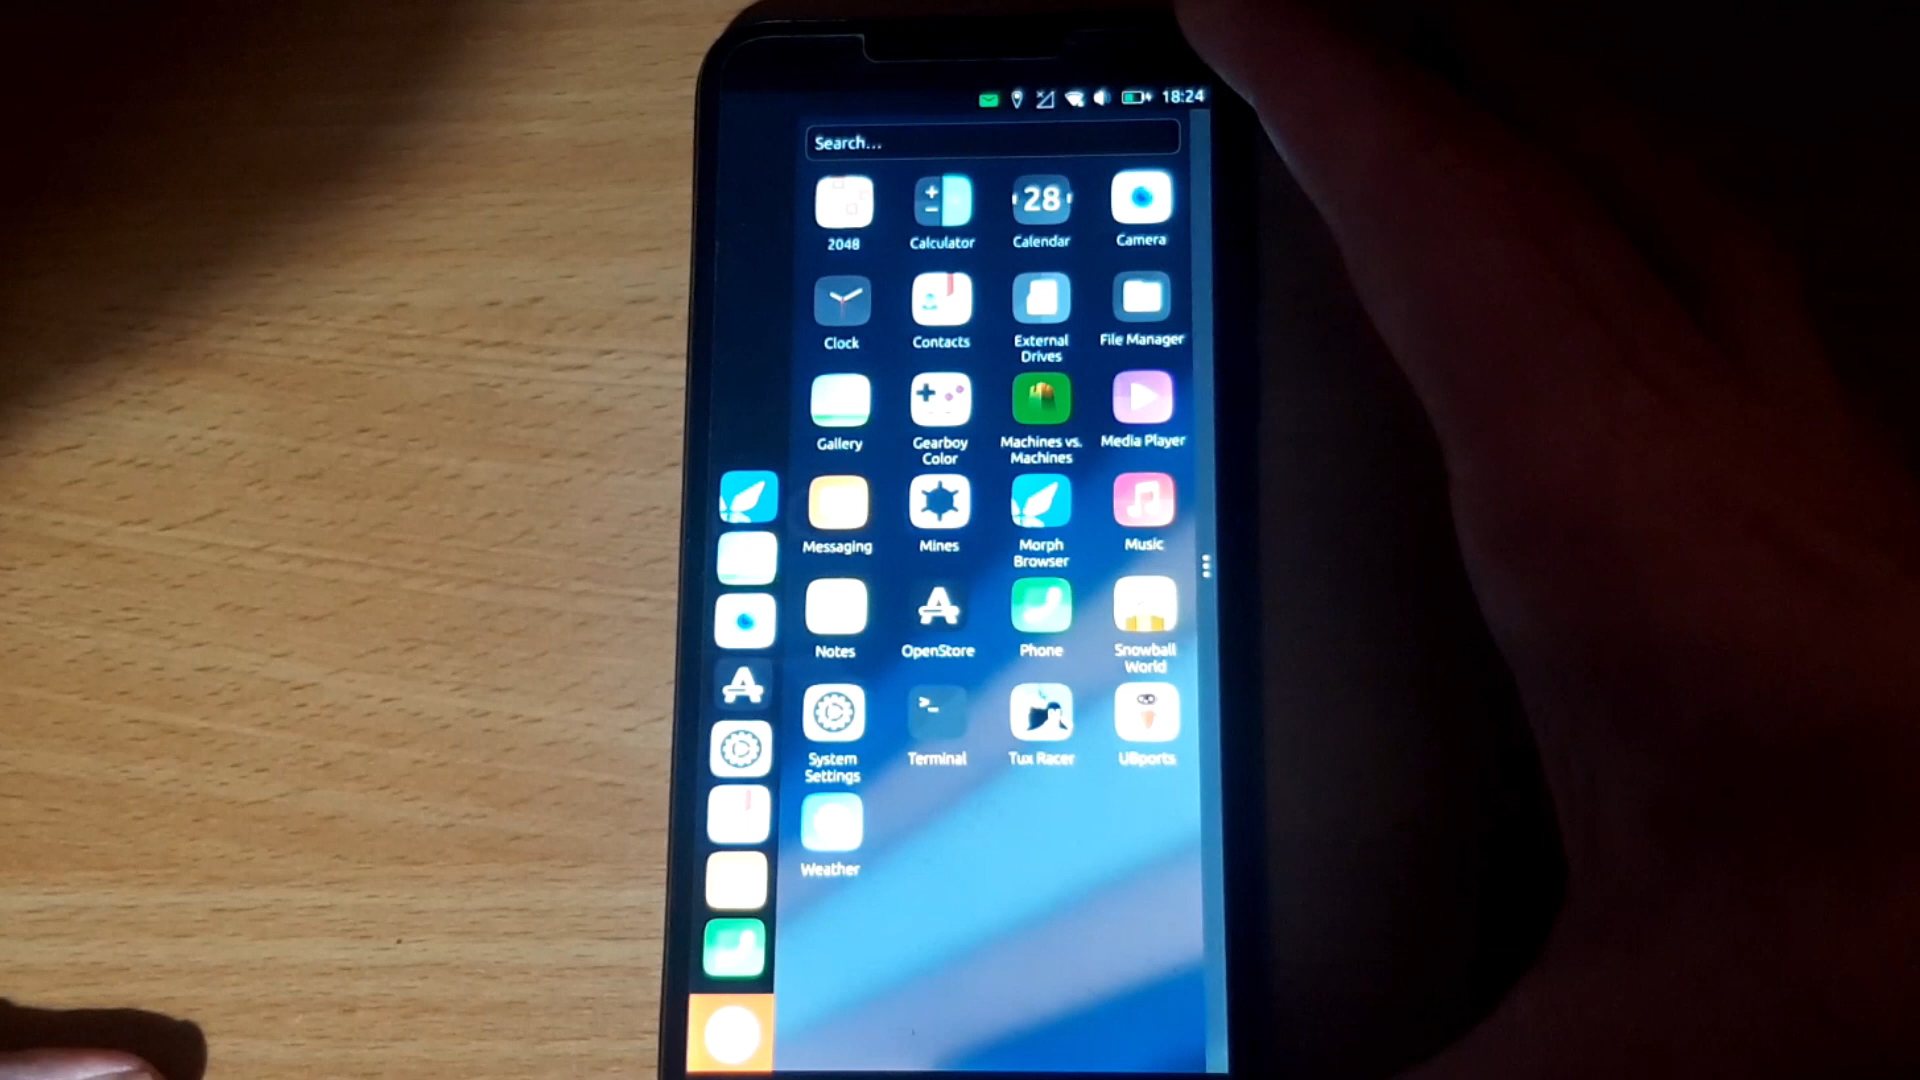 18:24
Search...
2048 Calculator 28 Calendar Camera
Clock Contacts External File Manager
Drives
Gallery Gearboy Machines vs. Media Player
Color Machines
Messaging Mines Morph Music
Browser
Notes OpenStore Phone Snowball
World
>_
System Terminal Tux Racer UBports
Settings
Weather